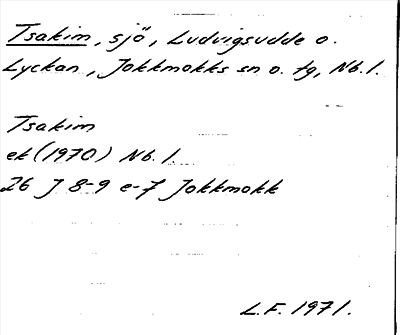 Tsakim, sjö, Ludvigsudde o.
Lyckan, Jokkmokks sn o. tg, Nb. l.
Tsakim
ek (1970) Nb. l.
26 J 8-9 e-f Jokkmokk
L.F. 1971.